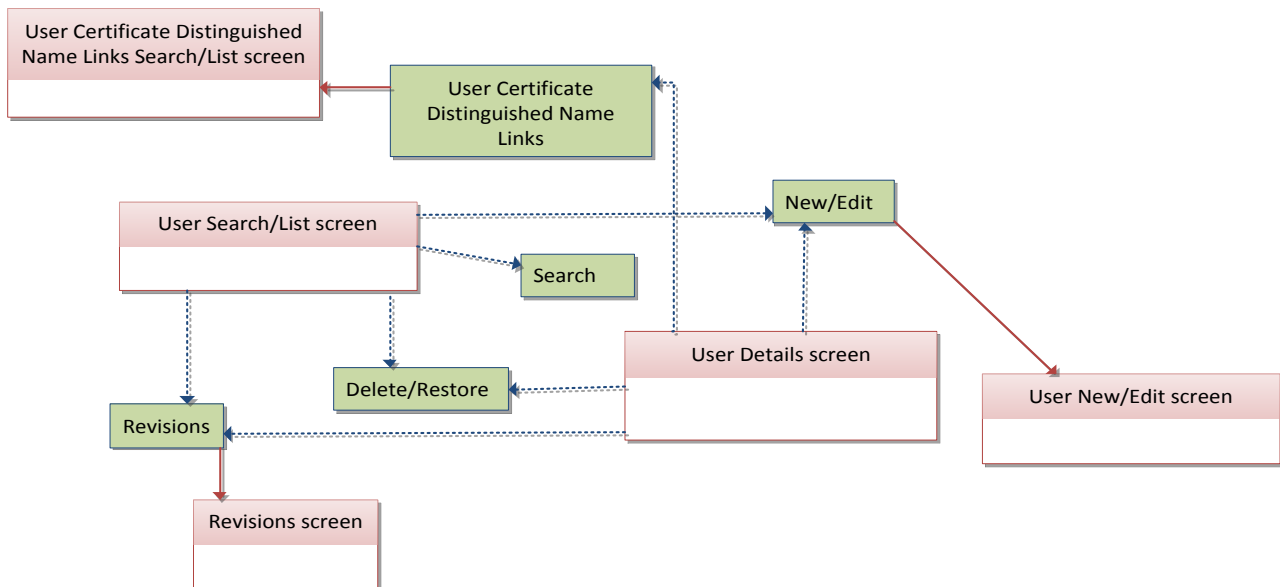 User Certificate Distinguished
Name Links Search/List screen
User Certificate
Distinguished Name
Links
New/Edit
User Search/List screen
Search
User Details screen
Delete/Restore
User New/Edit screen
Revisions
Revisions screen